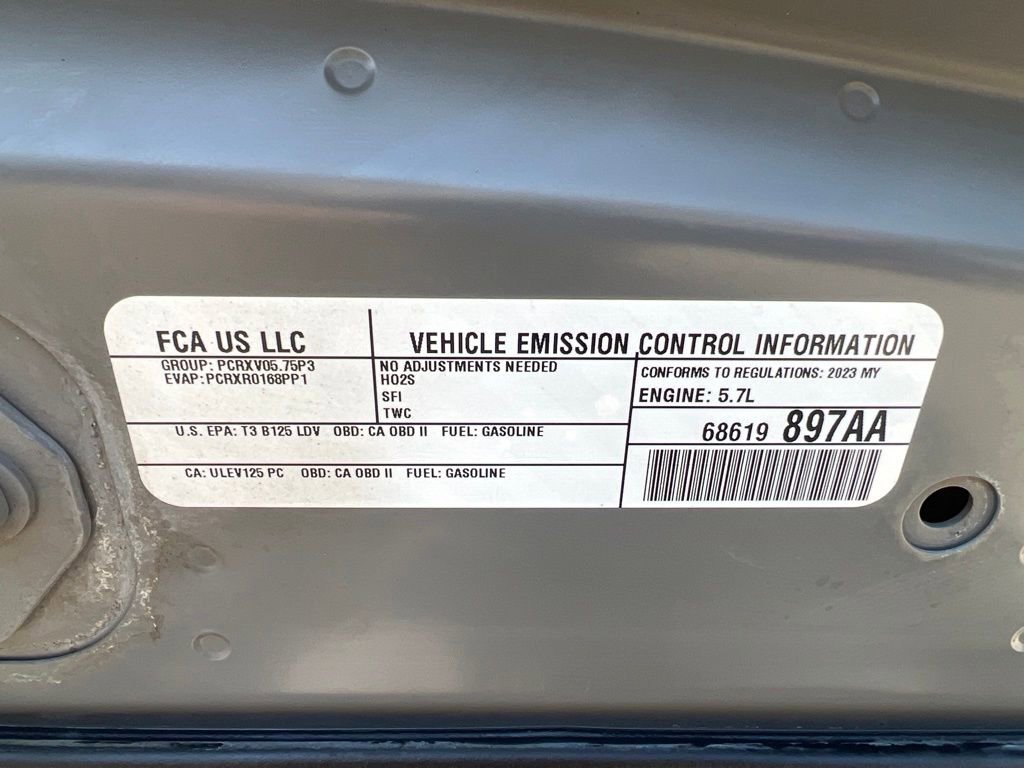 FCA US LLC
GROUP: PCRXV05.75P3
EVAP:PCRXR0168PP1
VEHICLE EMISSION CONTROL INFORMATION
NO ADJUSTMENTS NEEDED
HO2S
SFI
TWC
CONFORMS TO REGULATIONS: 2023 MY
ENGINE: 5.7L
68619 897AA
U.S. EPA: T3 B125 LDV OBD: CA OBD II FUEL: GASOLINE
CA: ULEV125 PC OBD: CA OBD II FUEL: GASOLINE